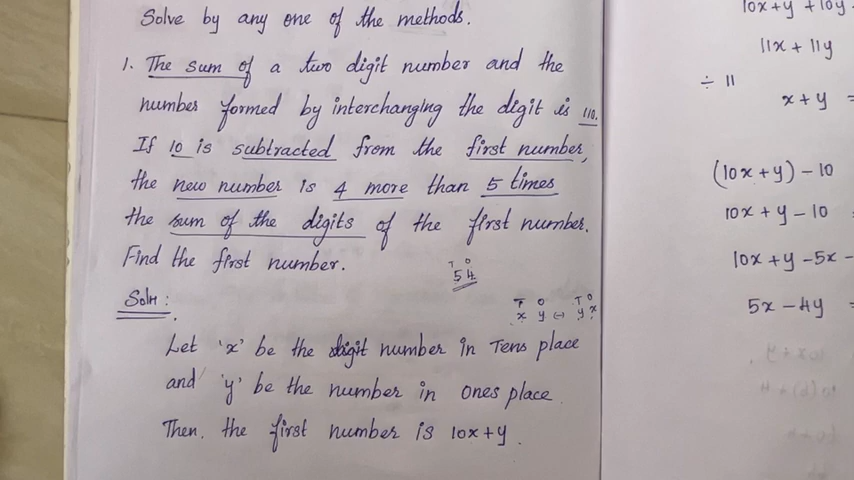 Solve by any one of the methods.
1. The sum of a two digit number and the
number formed by interchanging the digit is 110.
If 10 is subtracted from the first number,
the new number is 4 more than 5 times
the sum of the digits of the first number.
Find the first number.
T O
54
Soln:
T O T O
x y ↔ y x
Let 'x' be the digit number in Tens place
and 'y' be the number in Ones place.
Then, the first number is 10x+y.
10x+y +10y
11x + 11y
÷ 11
x + y =
(10x + y) - 10
10x + y - 10
10x + y - 5x -
5x - 4y =